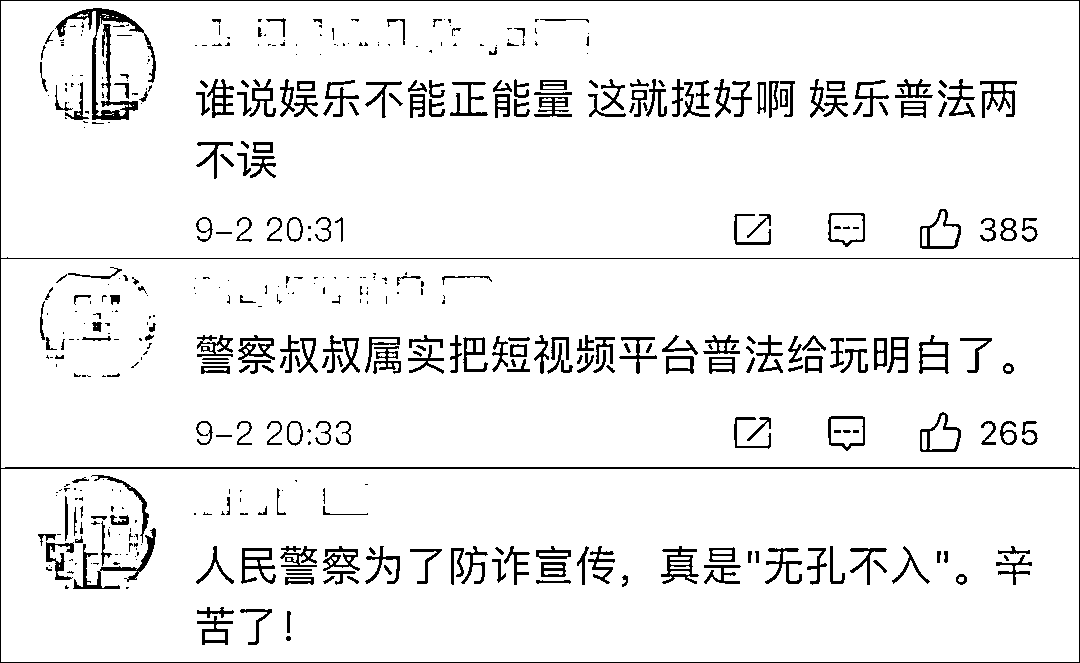 谁说娱乐不能正能量 这就挺好啊 娱乐普法两
不误
9-2 20:31
385
警察叔叔属实把短视频平台普法给玩明白了。
9-2 20:33
265
人民警察为了防诈宣传，真是"无孔不入"。辛
苦了！